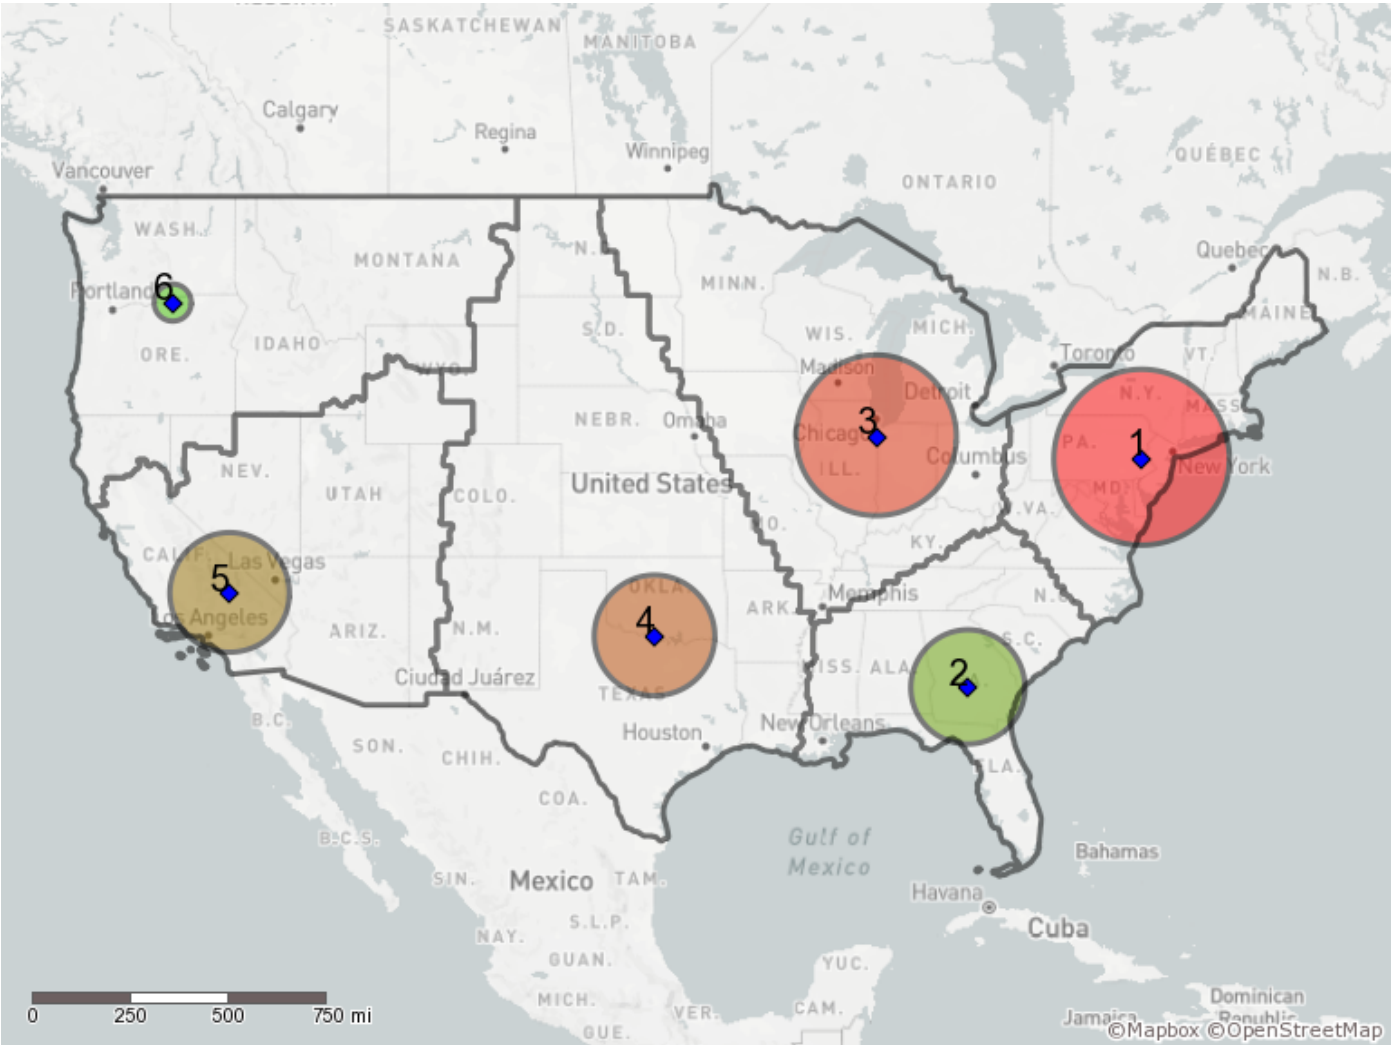 SASKATCHEWAN
MANITOBA
Calgary
Regina
Winnipeg
QUÉBEC
Vancouver
ONTARIO
WASH.
MONTANA
Quebec
N.B.
MINN.
6
Portland
MAINE
S.D.
WIS.
MICH.
ORE.
IDAHO
Toronto
VT.
WYO.
Madison
Detroit
N.Y.
MASS
NEBR.
Omaha
3
Chicago
1
PA.
Columbus
New York
NEV.
ILL.
UTAH
COLO.
United States
MD
W.VA.
MO.
KY.
CALIF.
Las Vegas
5
OKLA.
ARK.
Memphis
N.C.
Los Angeles
ARIZ.
N.M.
4
S.C.
MISS.
ALA.
2
Ciudad Juárez
TEXAS
B.C.
New Orleans
Houston
SON.
CHIH.
FLA.
COA.
B.C.S.
Gulf of
Mexico
Bahamas
SIN.
Mexico
TAM.
Havana
S.L.P.
Cuba
NAY.
GUAN.
YUC.
MICH.
VER.
CAM.
0 250 500 750 mi
GUE.
Dominican
Republic
Jamaica
©Mapbox ©OpenStreetMap